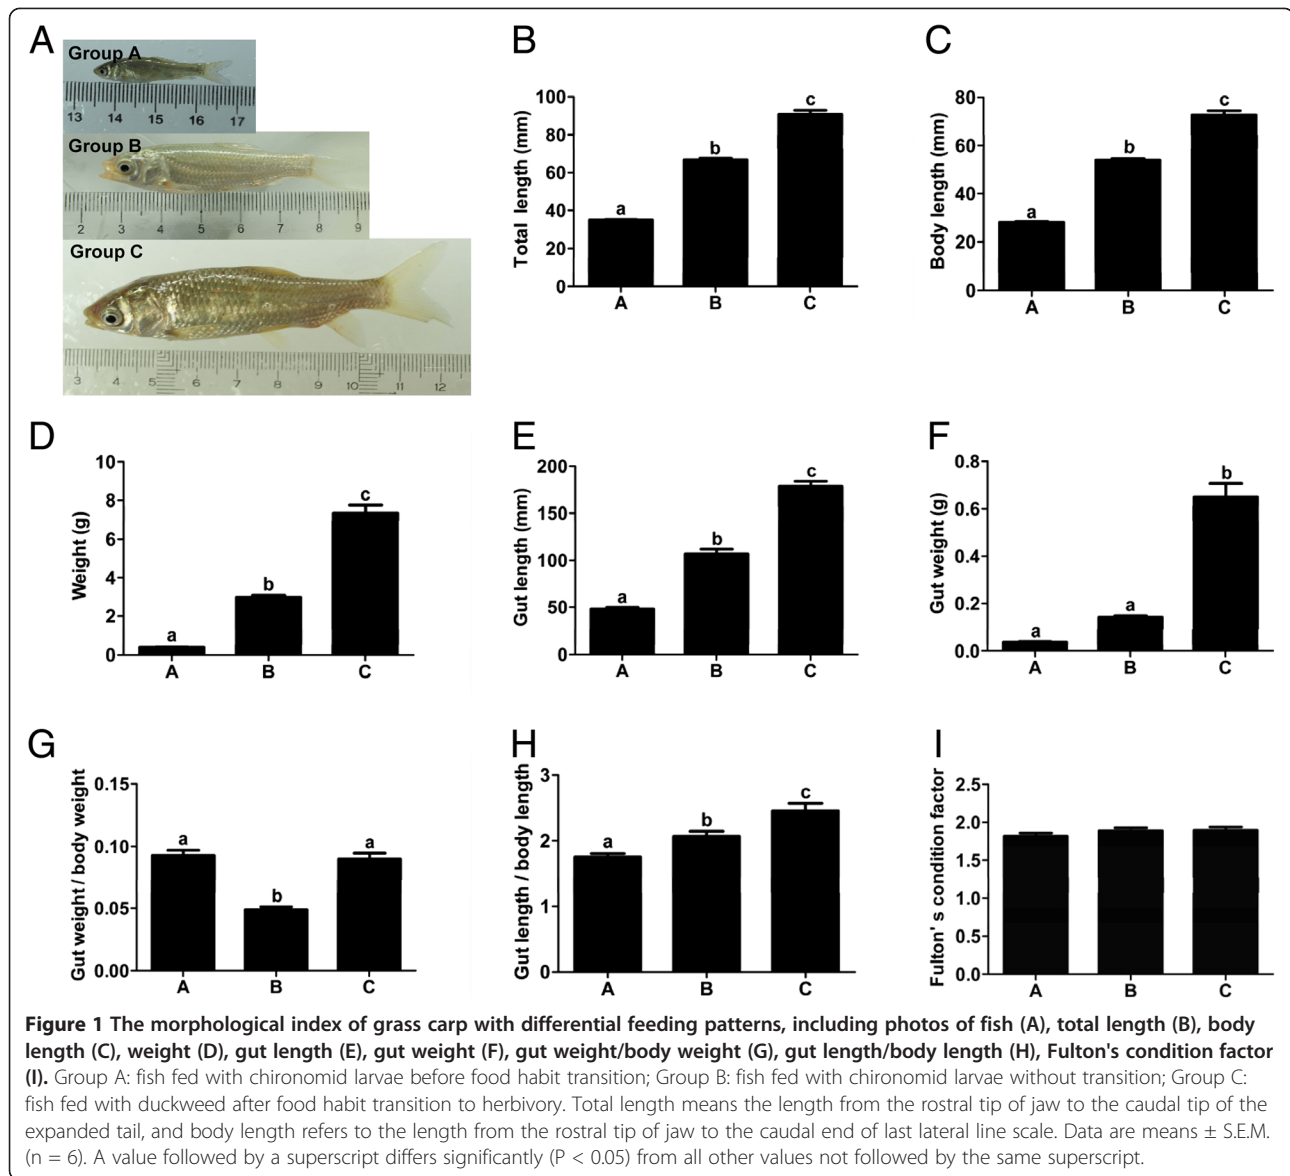 A
Group A
13 14 15 16 17
Group B
2 3 4 5 6 7 8 9
Group C
3 4 5 6 7 8 9 10 11 12
B
Total length (mm)
100
80
60
40
20
0
a
b
c
A B C
C
Body length (mm)
80
60
40
20
0
a
b
c
A B C
D
Weight (g)
10
8
6
4
2
0
a
b
c
A B C
E
Gut length (mm)
200
150
100
50
0
a
b
c
A B C
F
Gut weight (g)
0.8
0.6
0.4
0.2
0.0
a
a
b
A B C
G
Gut weight / body weight
0.15
0.10
0.05
0.00
a
b
a
A B C
H
Gut length / body length
3
2
1
0
a
b
c
A B C
I
Fulton' s condition factor
2.5
2.0
1.5
1.0
0.5
0.0
A B C
Figure 1 The morphological index of grass carp with differential feeding patterns, including photos of fish (A), total length (B), body
length (C), weight (D), gut length (E), gut weight (F), gut weight/body weight (G), gut length/body length (H), Fulton's condition factor
(I). Group A: fish fed with chironomid larvae before food habit transition; Group B: fish fed with chironomid larvae without transition; Group C:
fish fed with duckweed after food habit transition to herbivory. Total length means the length from the rostral tip of jaw to the caudal tip of the
expanded tail, and body length refers to the length from the rostral tip of jaw to the caudal end of last lateral line scale. Data are means ± S.E.M.
(n = 6). A value followed by a superscript differs significantly (P < 0.05) from all other values not followed by the same superscript.